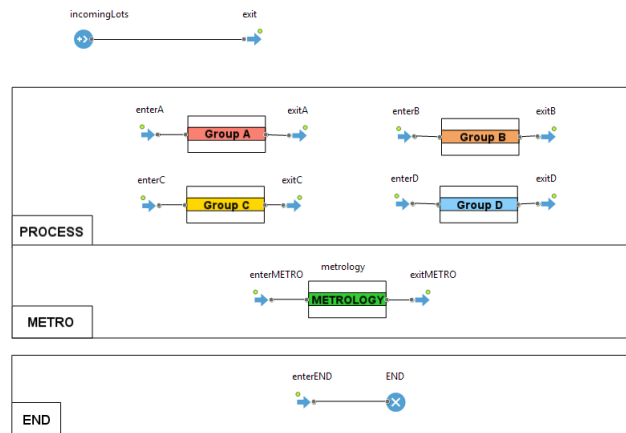 incomingLots exit
enterA exitA enterB exitB
Group A Group B
enterC exitC enterD exitD
Group C Group D
PROCESS
metrology
enterMETRO exitMETRO
METROLOGY
METRO
enterEND END
END